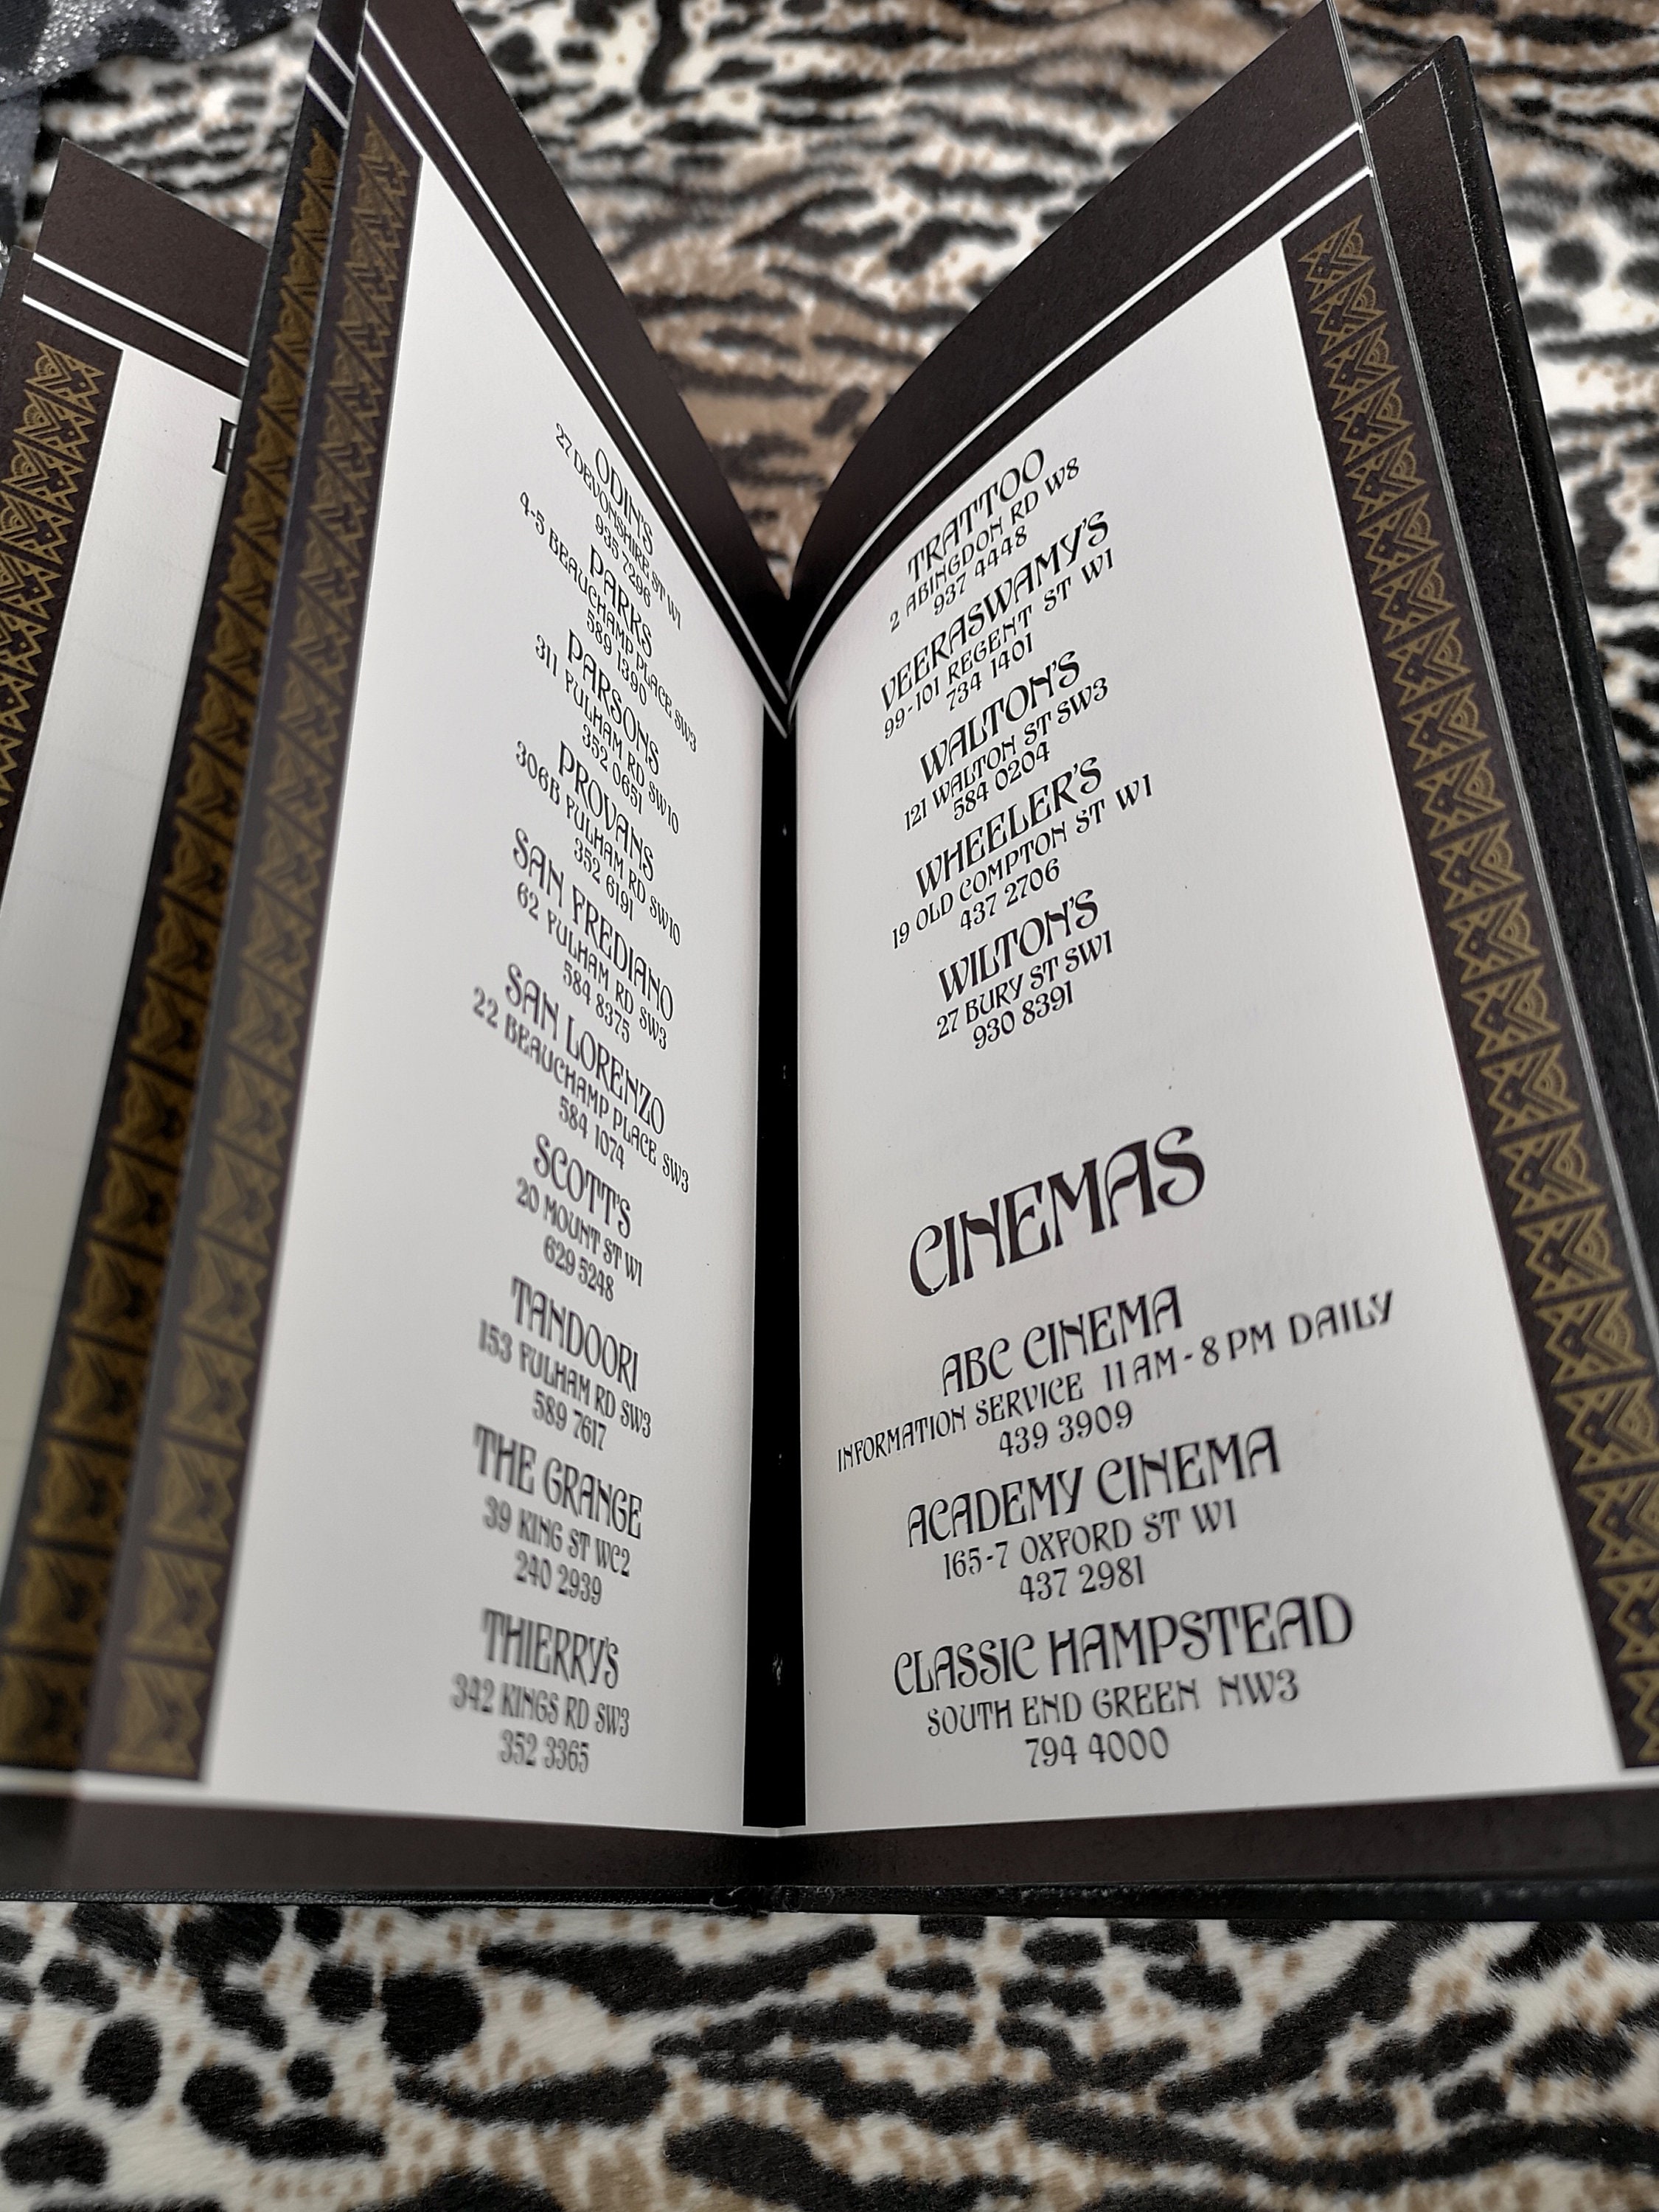 ODIN'S
27 DEVONSHIRE ST W1
935 7296
PARKS
4-5 BEAUCHAMP PLACE SW3
589 1390
PARSONS
311 FULHAM RD SW10
352 0651
PROVANS
306B FULHAM RD SW10
352 6191
SAN FREDIANO
62 FULHAM RD SW3
584 8375
SAN LORENZO
22 BEAUCHAMP PLACE SW3
584 1074
SCOTT'S
20 MOUNT ST W1
629 5248
TANDOORI
153 FULHAM RD SW3
589 7617
THE GRANGE
39 KING ST WC2
240 2939
THIERRY'S
342 KINGS RD SW3
352 3365
TRATTOO
2 ABINGDON RD W8
937 4448
VEERASWAMY'S
99-101 REGENT ST W1
734 1401
WALTON'S
121 WALTON ST SW3
584 0204
WHEELER'S
19 OLD COMPTON ST W1
437 2706
WILTON'S
27 BURY ST SW1
930 8391
CINEMAS
ABC CINEMA
INFORMATION SERVICE 11 AM - 8 PM DAILY
439 3909
ACADEMY CINEMA
165-7 OXFORD ST W1
437 2981
CLASSIC HAMPSTEAD
SOUTH END GREEN NW3
794 4000